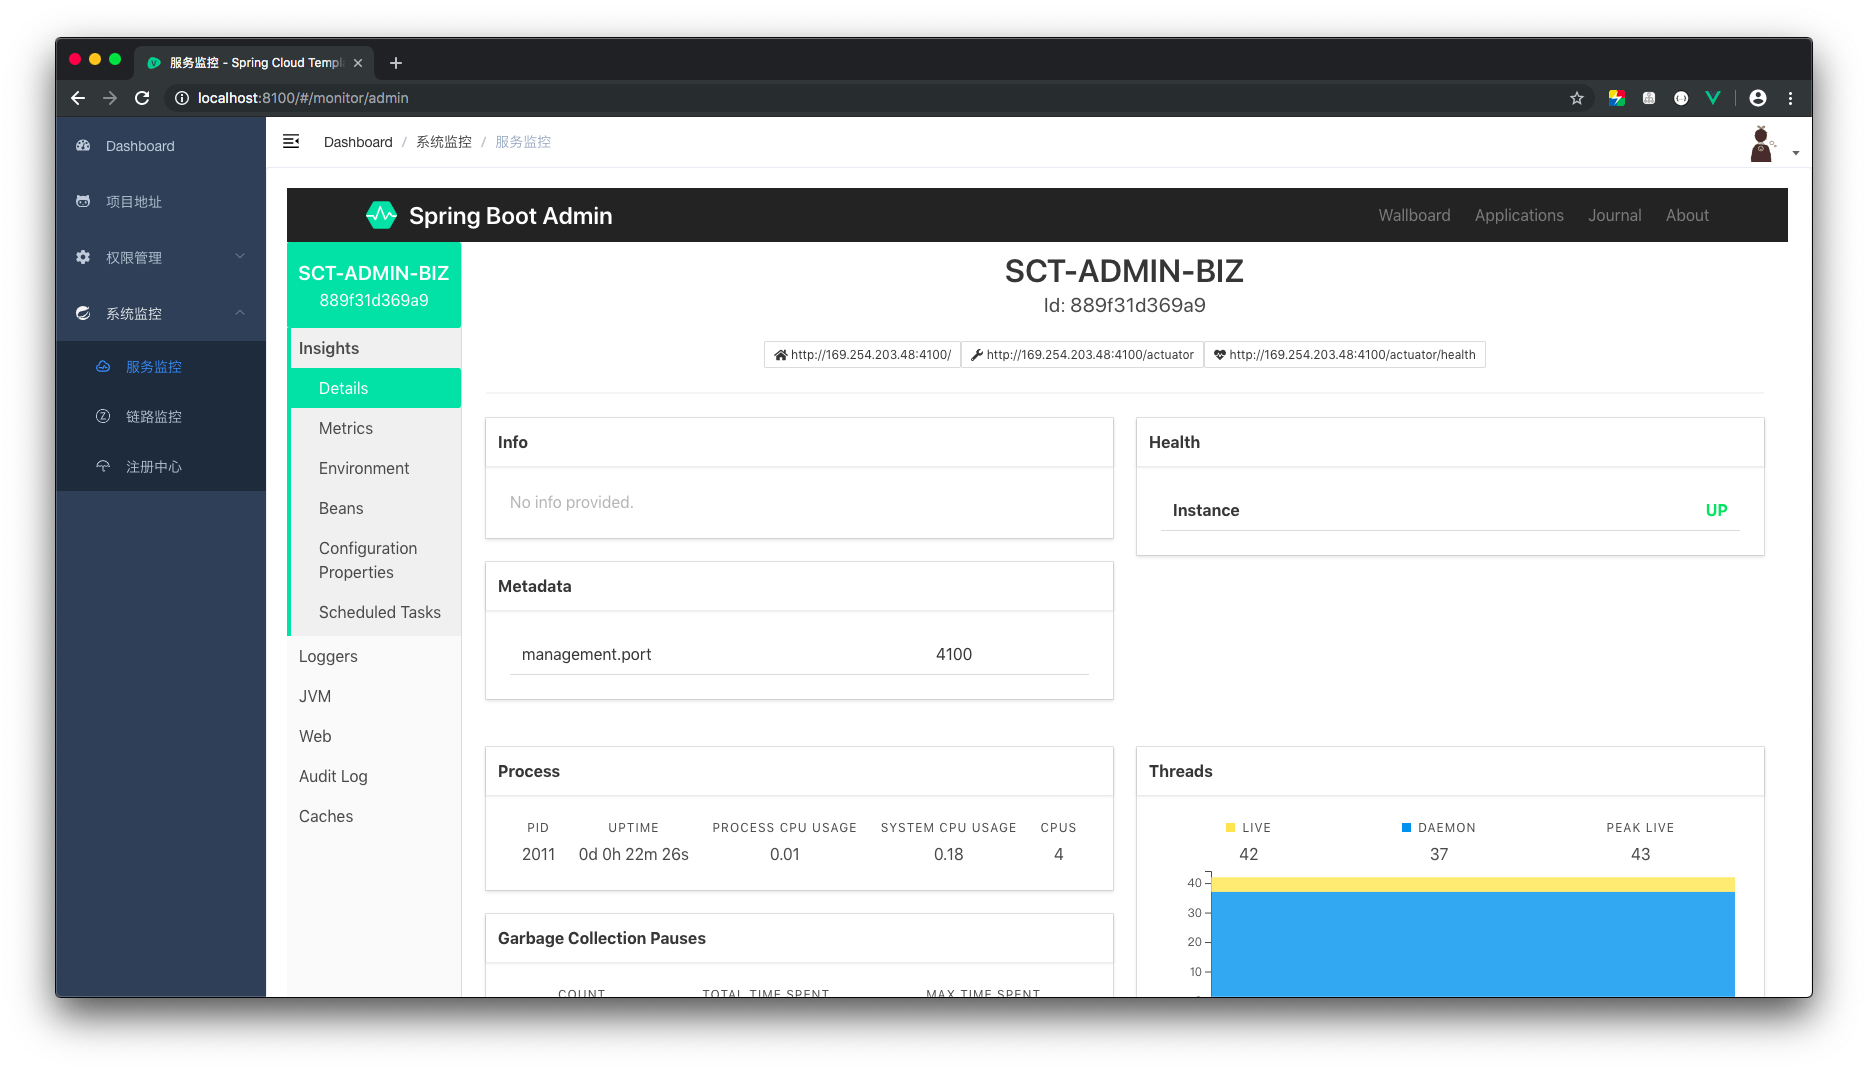 服务监控 - Spring Cloud Templ
localhost:8100/#/monitor/admin
Dashboard
项目地址
权限管理
系统监控
服务监控
链路监控
注册中心
Dashboard / 系统监控 / 服务监控
Spring Boot Admin
Wallboard Applications Journal About
SCT-ADMIN-BIZ
889f31d369a9
Insights
Details
Metrics
Environment
Beans
Configuration
Properties
Scheduled Tasks
Loggers
JVM
Web
Audit Log
Caches
SCT-ADMIN-BIZ
Id: 889f31d369a9
http://169.254.203.48:4100/ http://169.254.203.48:4100/actuator http://169.254.203.48:4100/actuator/health
Info
No info provided.
Health
Instance UP
Metadata
management.port 4100
Process
PID UPTIME PROCESS CPU USAGE SYSTEM CPU USAGE CPUS
2011 0d 0h 22m 26s 0.01 0.18 4
Garbage Collection Pauses
COUNT TOTAL TIME SPENT MAX TIME SPENT
Threads
LIVE DAEMON PEAK LIVE
42 37 43
40
30
20
10